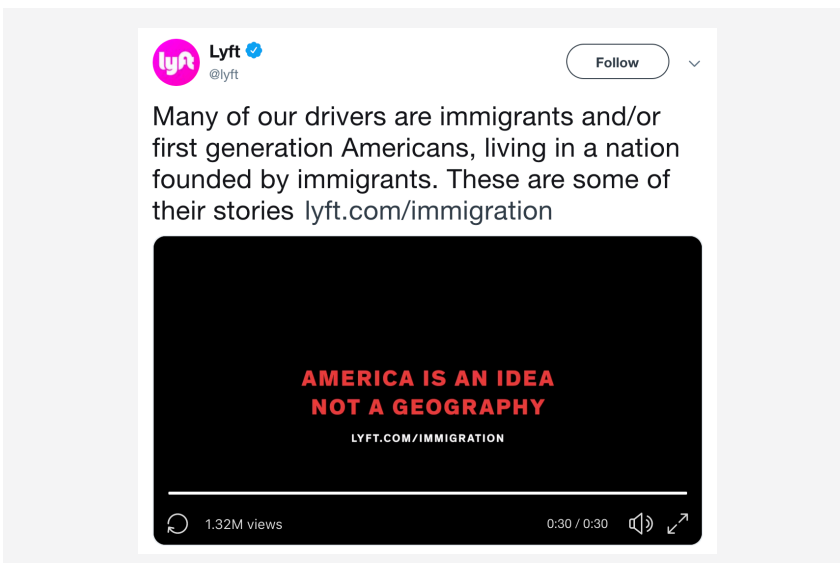 lyft
Lyft
@lyft
Follow
Many of our drivers are immigrants and/or
first generation Americans, living in a nation
founded by immigrants. These are some of
their stories lyft.com/immigration
AMERICA IS AN IDEA
NOT A GEOGRAPHY
LYFT.COM/IMMIGRATION
1.32M views 0:30 / 0:30